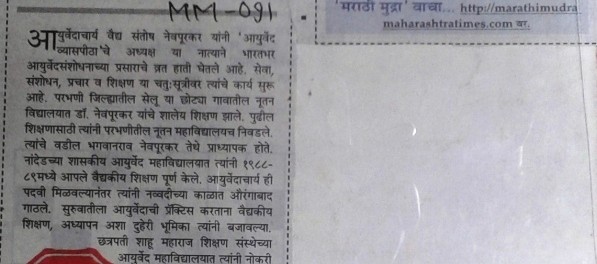 MM-091
'मराठी मुद्रा' वाचा... http://marathimudra
maharashtratimes.com वर.
आयुर्वेदाचार्य वैद्य संतोष नेवपूरकर यांनी 'आयुर्वेद
व्यासपीठा'चे अध्यक्ष या नात्याने भारतभर
आयुर्वेदसंशोधनाच्या प्रसाराचे व्रत हाती घेतले आहे. सेवा,
संशोधन, प्रचार व शिक्षण या चतु:सूत्रीवर त्यांचे कार्य सुरू
आहे. परभणी जिल्ह्यातील सेलू या छोट्या गावातील नूतन
विद्यालयात डॉ. नेवपूरकर यांचे शालेय शिक्षण झाले. पुढील
शिक्षणासाठी त्यांनी परभणीतील नूतन महाविद्यालयच निवडले.
त्यांचे वडील भगवानराव नेवपूरकर तेथे प्राध्यापक होते.
नांदेडच्या शासकीय आयुर्वेद महाविद्यालयात त्यांनी १९८८-
८९मध्ये आपले वैद्यकीय शिक्षण पूर्ण केले. आयुर्वेदाचार्य ही
पदवी मिळवल्यानंतर त्यांनी नव्वदीच्या काळात औरंगाबाद
गाठले. सुरुवातीला आयुर्वेदाची प्रॅक्टिस करताना वैद्यकीय
शिक्षण, अध्यापन अशा दुहेरी भूमिका त्यांनी बजावल्या.
छत्रपती शाहू महाराज शिक्षण संस्थेच्या
आयुर्वेद महाविद्यालयात त्यांनी नोकरी